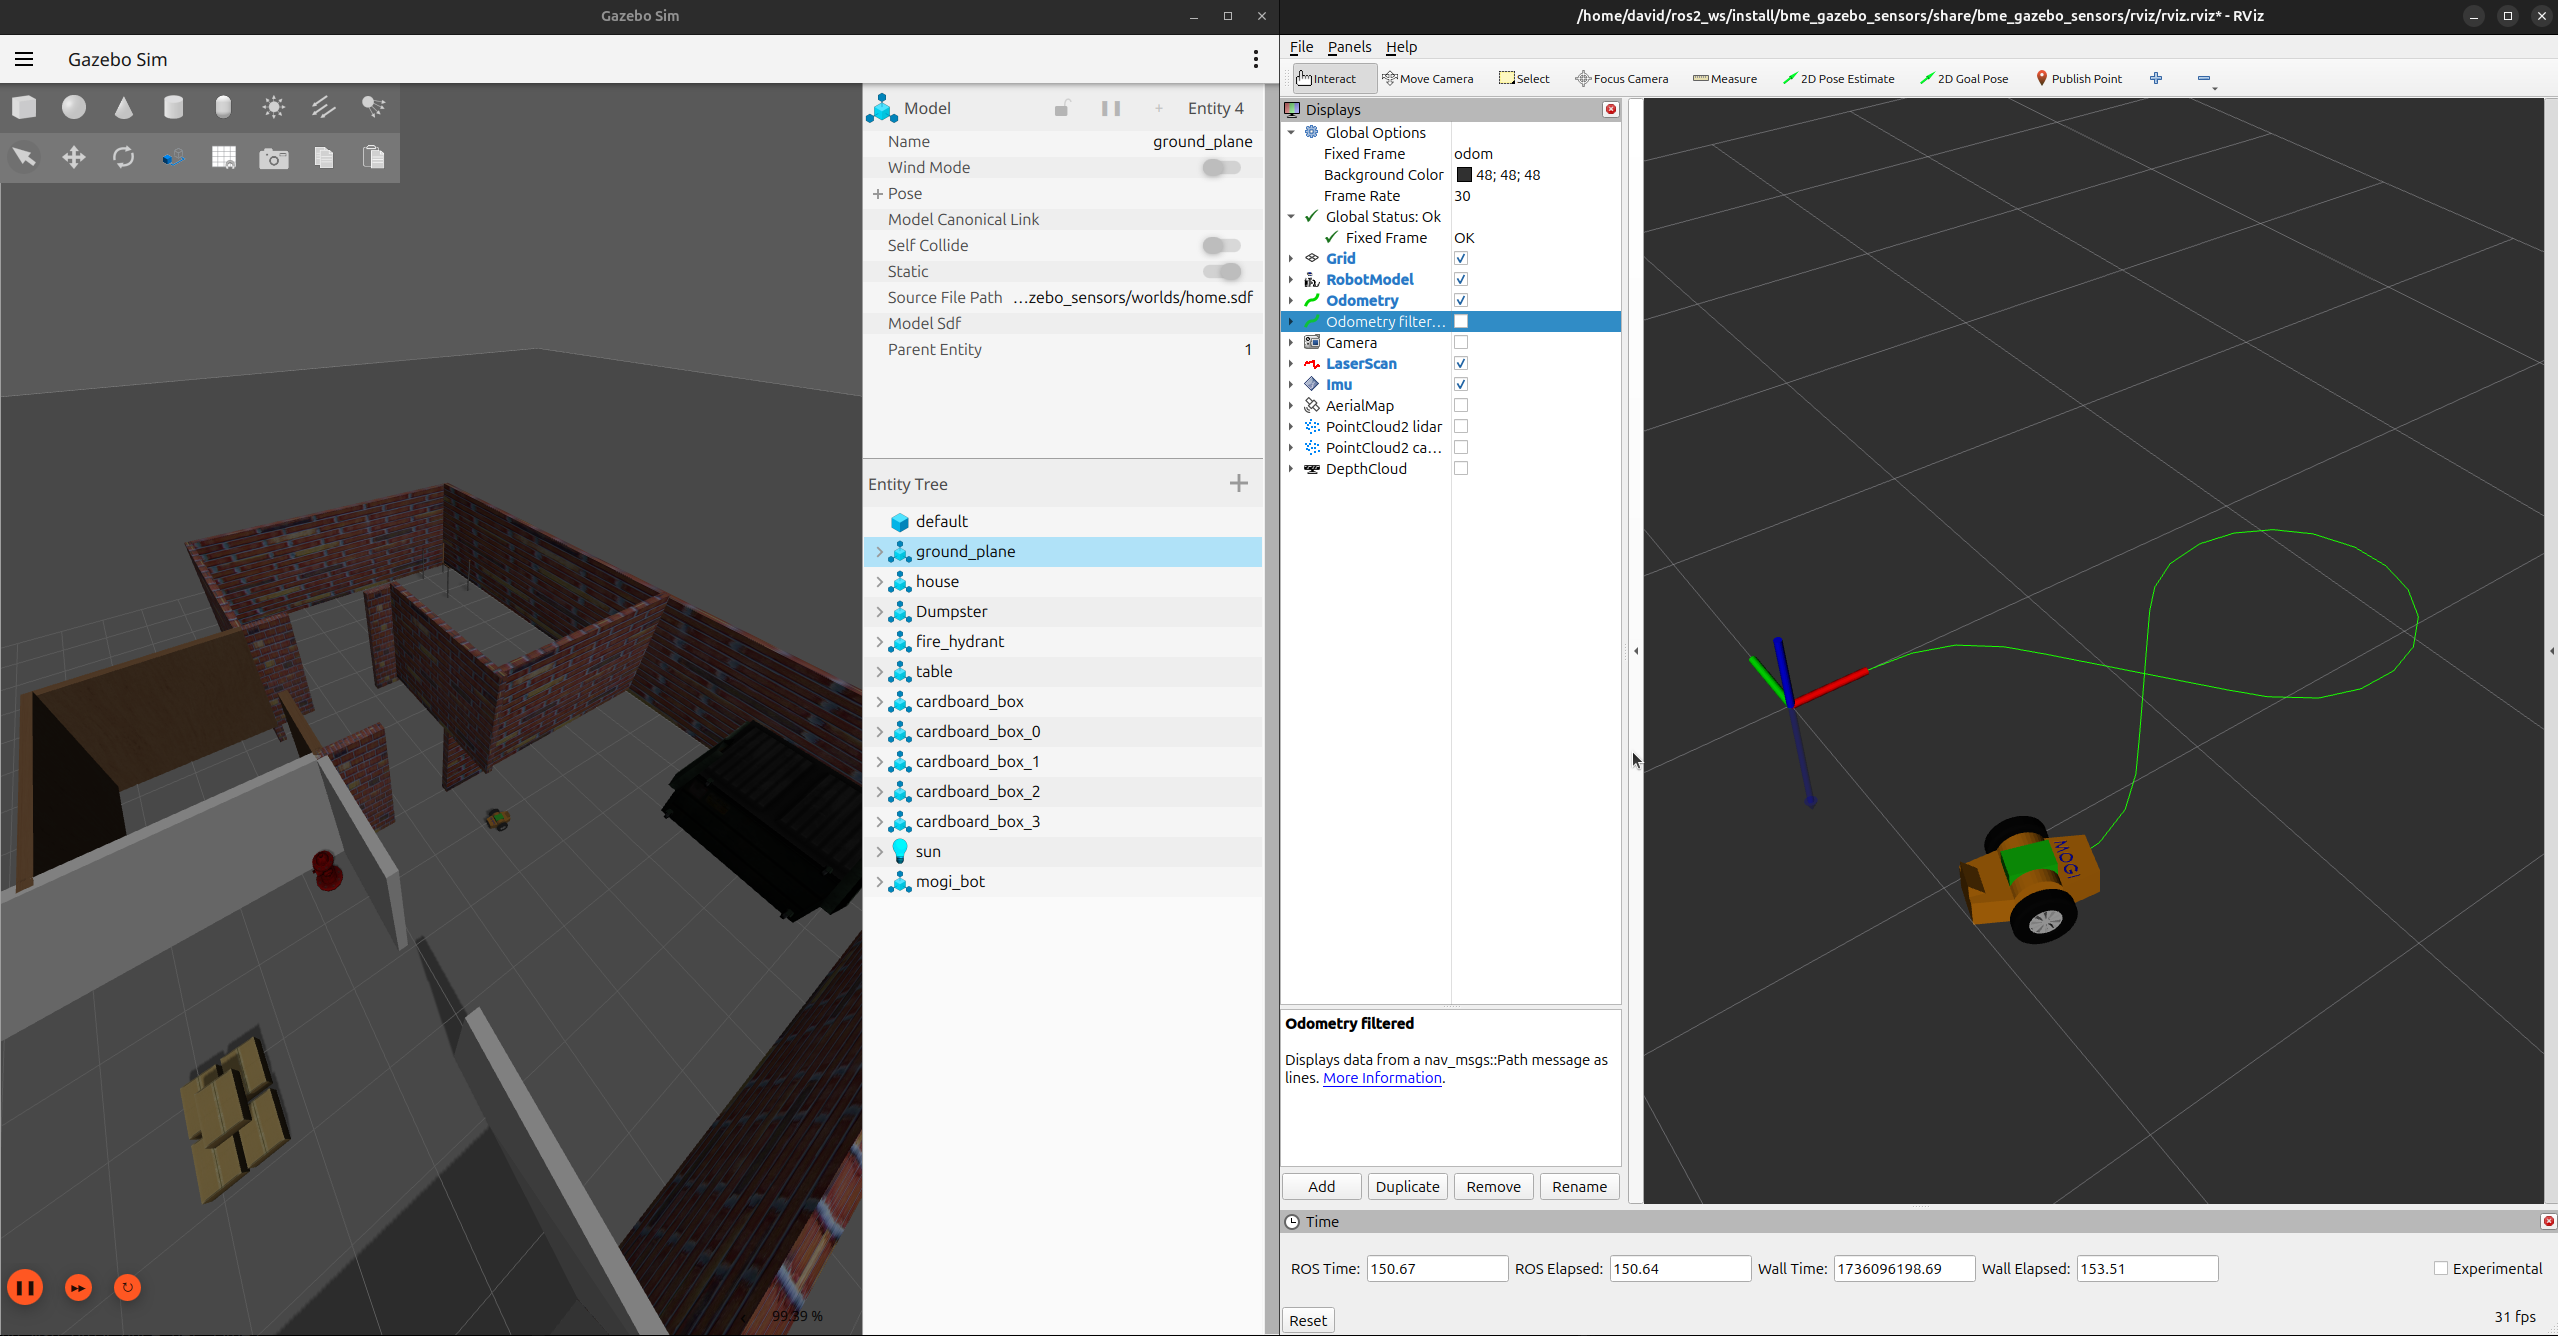 Gazebo Sim
Gazebo Sim
Model
Entity 4
Name ground_plane
Wind Mode
Pose
Model Canonical Link
Self Collide
Static
Source File Path ...zebo_sensors/worlds/home.sdf
Model Sdf
Parent Entity 1
Entity Tree
default
ground_plane
house
Dumpster
fire_hydrant
table
cardboard_box
cardboard_box_0
cardboard_box_1
cardboard_box_2
cardboard_box_3
sun
mogi_bot
99.39 %
/home/david/ros2_ws/install/bme_gazebo_sensors/share/bme_gazebo_sensors/rviz/rviz.rviz* - RViz
File Panels Help
Interact Move Camera Select Focus Camera Measure 2D Pose Estimate 2D Goal Pose Publish Point
Displays
Global Options
Fixed Frame odom
Background Color 48; 48; 48
Frame Rate 30
Global Status: Ok
Fixed Frame OK
Grid
RobotModel
Odometry
Odometry filter...
Camera
LaserScan
Imu
AerialMap
PointCloud2 lidar
PointCloud2 ca...
DepthCloud
MOGI
Odometry filtered
Displays data from a nav_msgs::Path message as
lines. More Information.
Add Duplicate Remove Rename
Time
ROS Time: 150.67 ROS Elapsed: 150.64 Wall Time: 1736096198.69 Wall Elapsed: 153.51 Experimental
Reset 31 fps